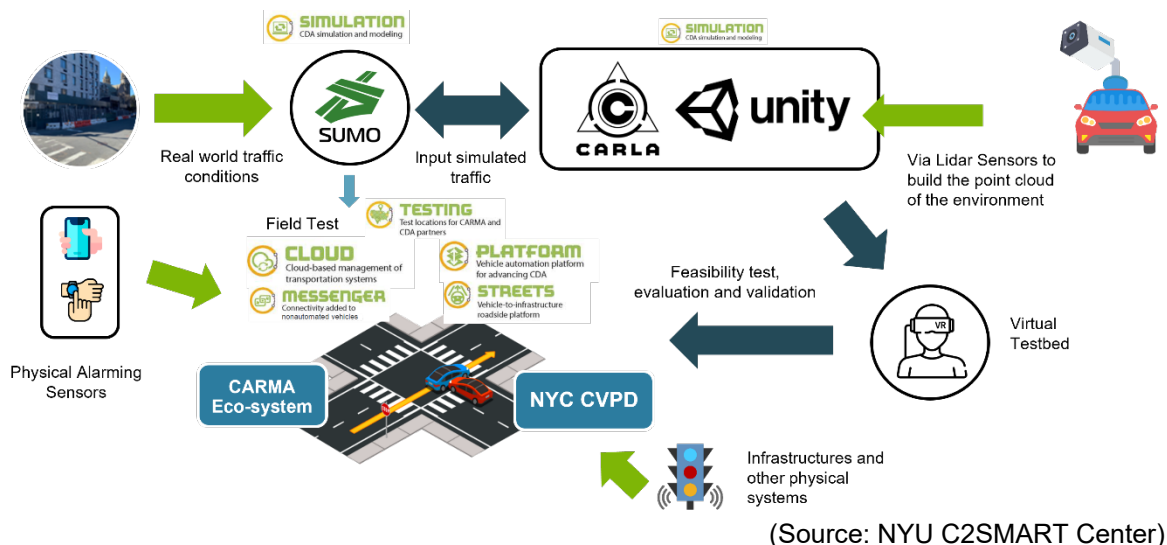 SIMULATION
CDA simulation and modeling
SIMULATION
CDA simulation and modeling
SUMO
CARLA
unity
Real world traffic
conditions
Input simulated
traffic
Via Lidar Sensors to
build the point cloud
of the environment
Field Test
TESTING
Test locations for CARMA and
CDA partners
CLOUD
Cloud-based management of
transportation systems
PLATFORM
Vehicle automation platform
for advancing CDA
MESSENGER
Connectivity added to
nonautomated vehicles
STREETS
Vehicle-to-infrastructure
roadside platform
Feasibility test,
evaluation and validation
VR
Virtual
Testbed
Physical Alarming
Sensors
CARMA
Eco-system
NYC CVPD
Infrastructures and
other physical
systems
(Source: NYU C2SMART Center)